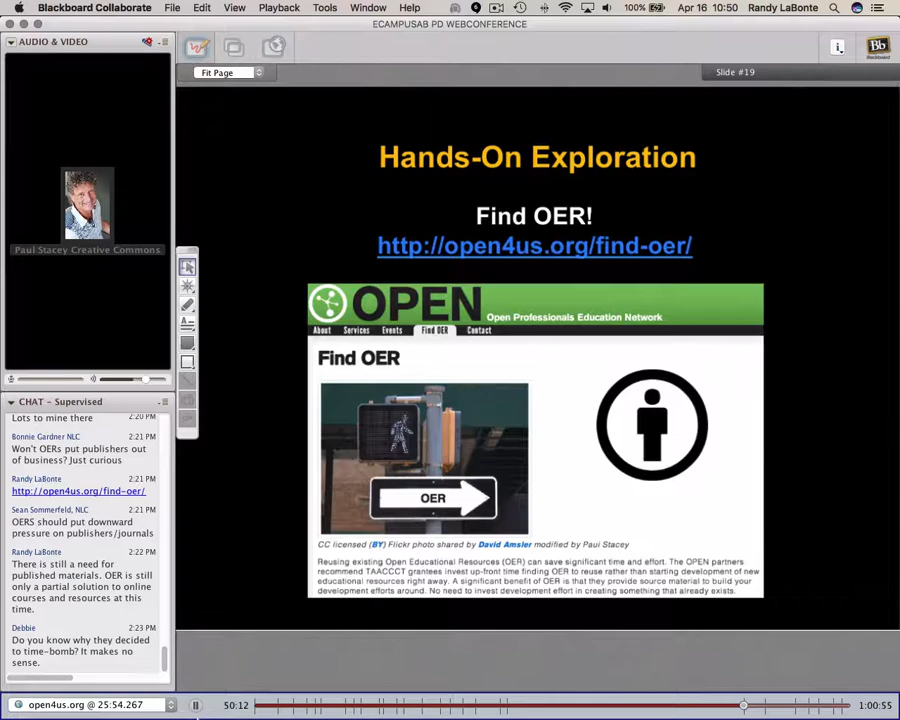 Blackboard Collaborate File Edit View Playback Tools Window Help 100% Apr 16 10:50 Randy LaBonte
ECAMPUSAB PD WEBCONFERENCE
AUDIO & VIDEO
Fit Page
Slide #19
i
Bb
Blackboard
Paul Stacey Creative Commons
Hands-On Exploration
Find OER!
http://open4us.org/find-oer/
OPEN Open Professionals Education Network
About Services Events Find OER Contact
Find OER
OER
CC licensed (BY) Flickr photo shared by David Amsler modified by Paul Stacey
Reusing existing Open Educational Resources (OER) can save significant time and effort. The OPEN partners
recommend TAACCCT grantees invest up-front time finding OER to reuse rather than starting development of new
educational resources right away. A significant benefit of OER is that they provide source material to build your
development efforts around. No need to invest development effort in creating something that already exists.
CHAT - Supervised
Lots to mine there 2:20 PM
Bonnie Gardner NLC 2:21 PM
Won't OERs put publishers out
of business? Just curious
Randy LaBonte 2:21 PM
http://open4us.org/find-oer/
Sean Sommerfeld, NLC 2:21 PM
OERS should put downward
pressure on publishers/journals
Randy LaBonte 2:22 PM
There is still a need for
published materials. OER is still
only a partial solution to online
courses and resources at this
time.
Debbie 2:23 PM
Do you know why they decided
to time-bomb? It makes no
sense.
open4us.org @ 25:54.267 50:12 1:00:55